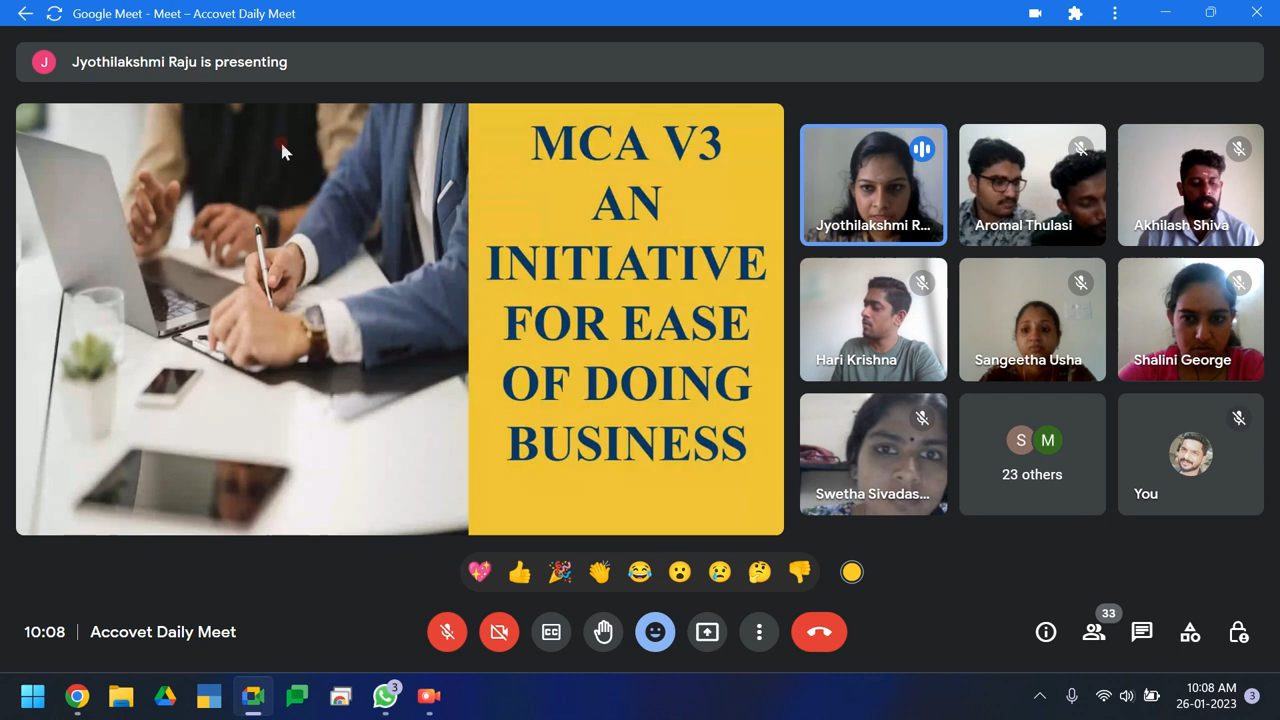 Google Meet - Meet – Accovet Daily Meet
J
Jyothilakshmi Raju is presenting
MCA V3
AN
INITIATIVE
FOR EASE
OF DOING
BUSINESS
Jyothilakshmi R...
Aromal Thulasi
Akhilash Shiva
Hari Krishna
Sangeetha Usha
Shalini George
Swetha Sivadas...
S M
23 others
You
10:08 | Accovet Daily Meet
CC
33
3
10:08 AM
26-01-2023
3